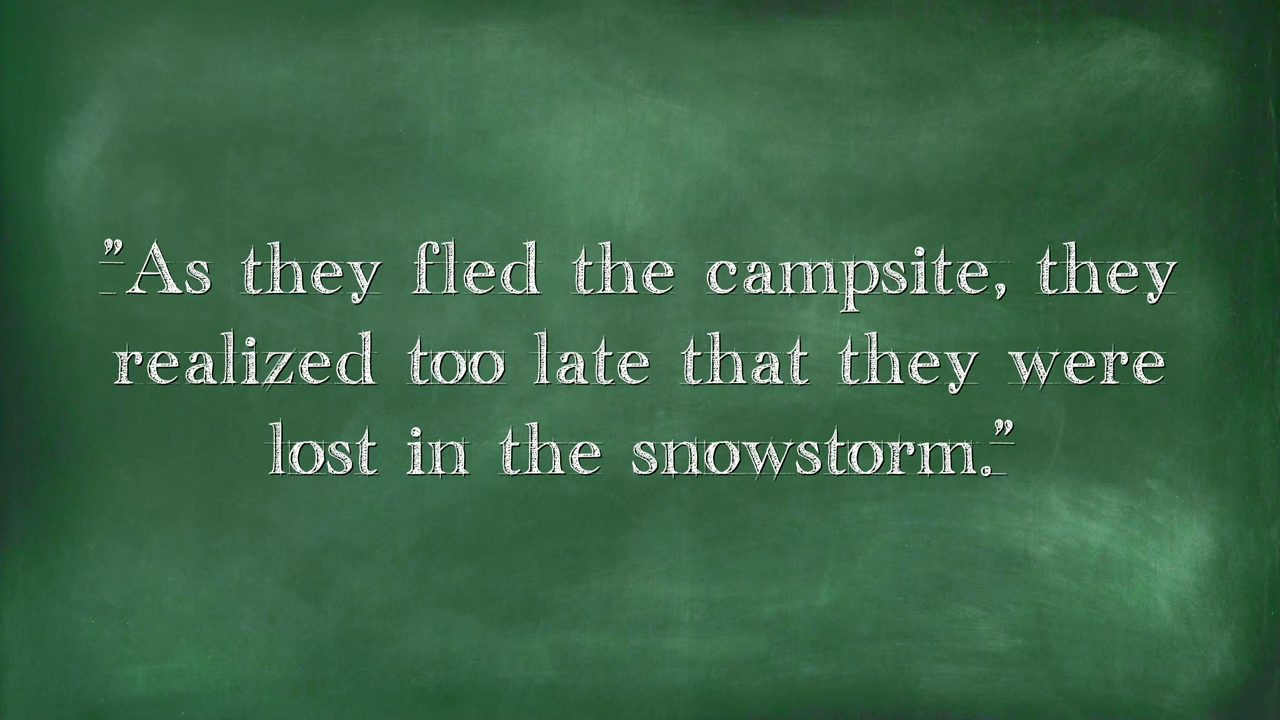 "As they fled the campsite, they
realized too late that they were
lost in the snowstorm."